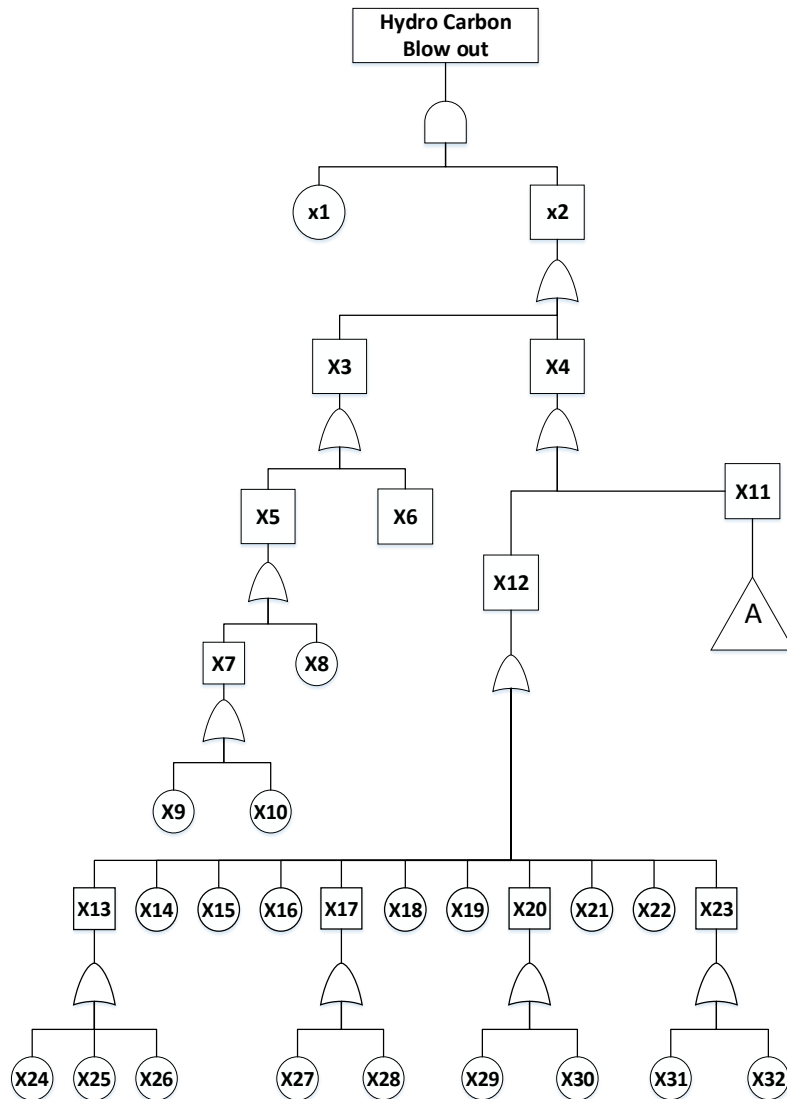 Hydro Carbon
Blow out
x1
x2
X3
X4
X11
X5
X6
X12
A
X7
X8
X9
X10
X13
X14
X15
X16
X17
X18
X19
X20
X21
X22
X23
X24
X25
X26
X27
X28
X29
X30
X31
X32